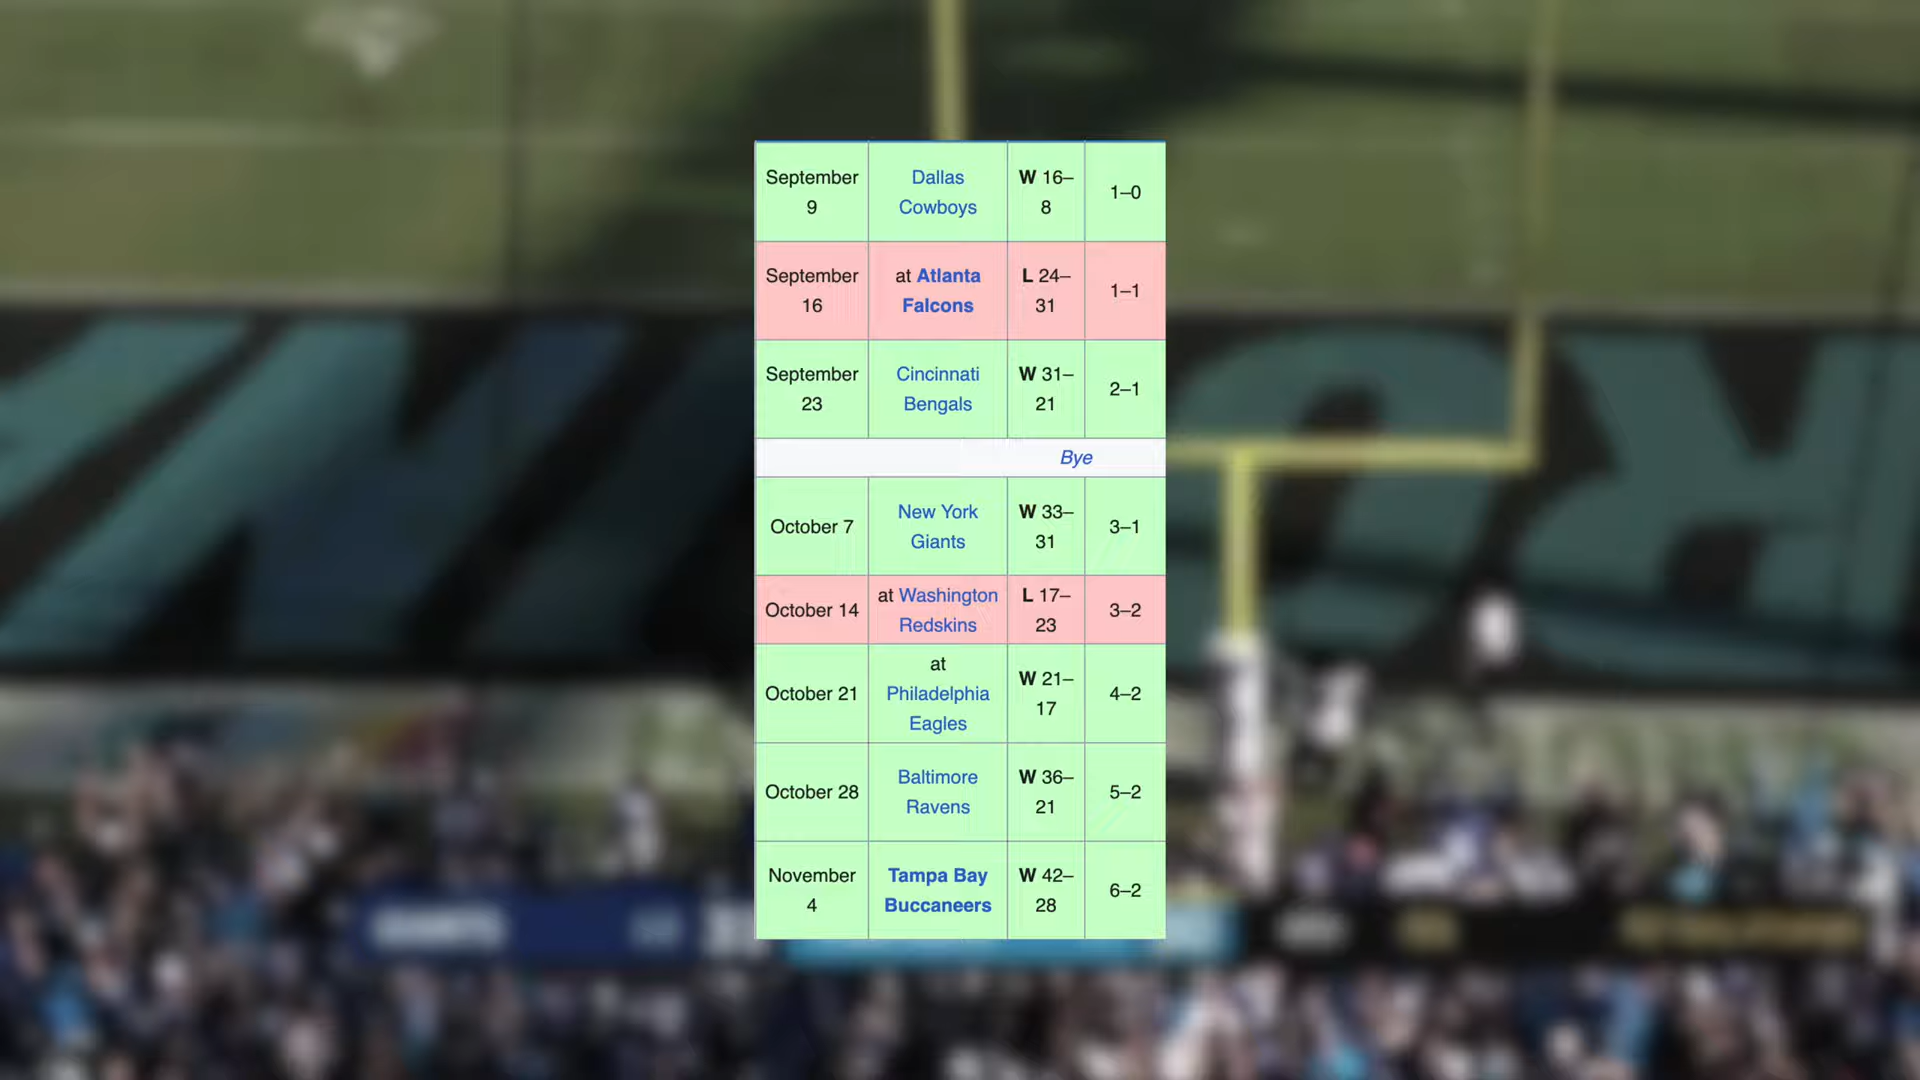 September
9
Dallas
Cowboys
W 16–
8
1–0
September
16
at Atlanta
Falcons
L 24–
31
1–1
September
23
Cincinnati
Bengals
W 31–
21
2–1
Bye
October 7
New York
Giants
W 33–
31
3–1
October 14
at Washington
Redskins
L 17–
23
3–2
October 21
at
Philadelphia
Eagles
W 21–
17
4–2
October 28
Baltimore
Ravens
W 36–
21
5–2
November
4
Tampa Bay
Buccaneers
W 42–
28
6–2